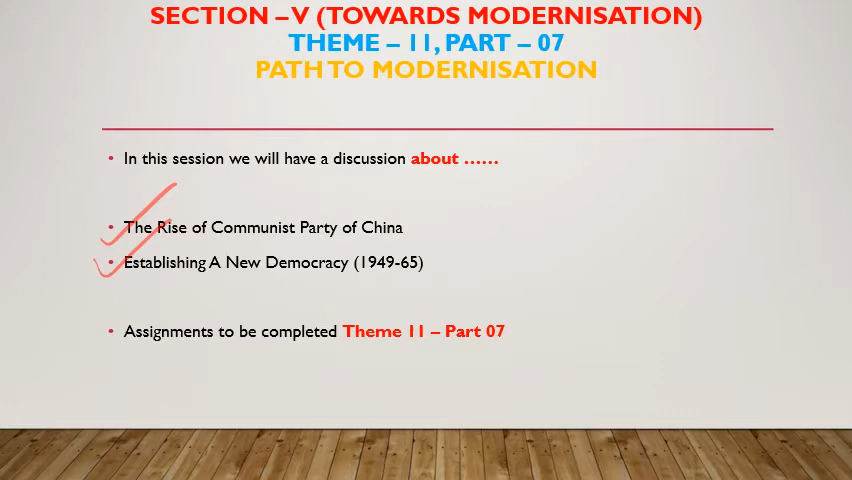 SECTION – V (TOWARDS MODERNISATION)
THEME – 11, PART – 07
PATH TO MODERNISATION
• In this session we will have a discussion about ......
• The Rise of Communist Party of China
• Establishing A New Democracy (1949-65)
• Assignments to be completed Theme 11 – Part 07